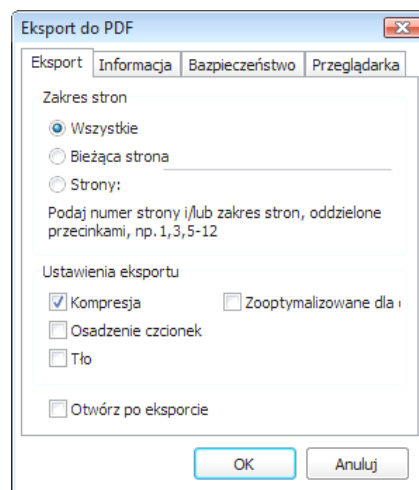 Eksport do PDF
Eksport Informacja Bazpieczeństwo Przeglądarka
Zakres stron
Wszystkie
Bieżąca strona
Strony:
Podaj numer strony i/lub zakres stron, oddzielone
przecinkami, np.1,3,5-12
Ustawienia eksportu
Kompresja Zooptymalizowane dla
Osadzenie czcionek
Tło
Otwórz po eksporcie
OK Anuluj